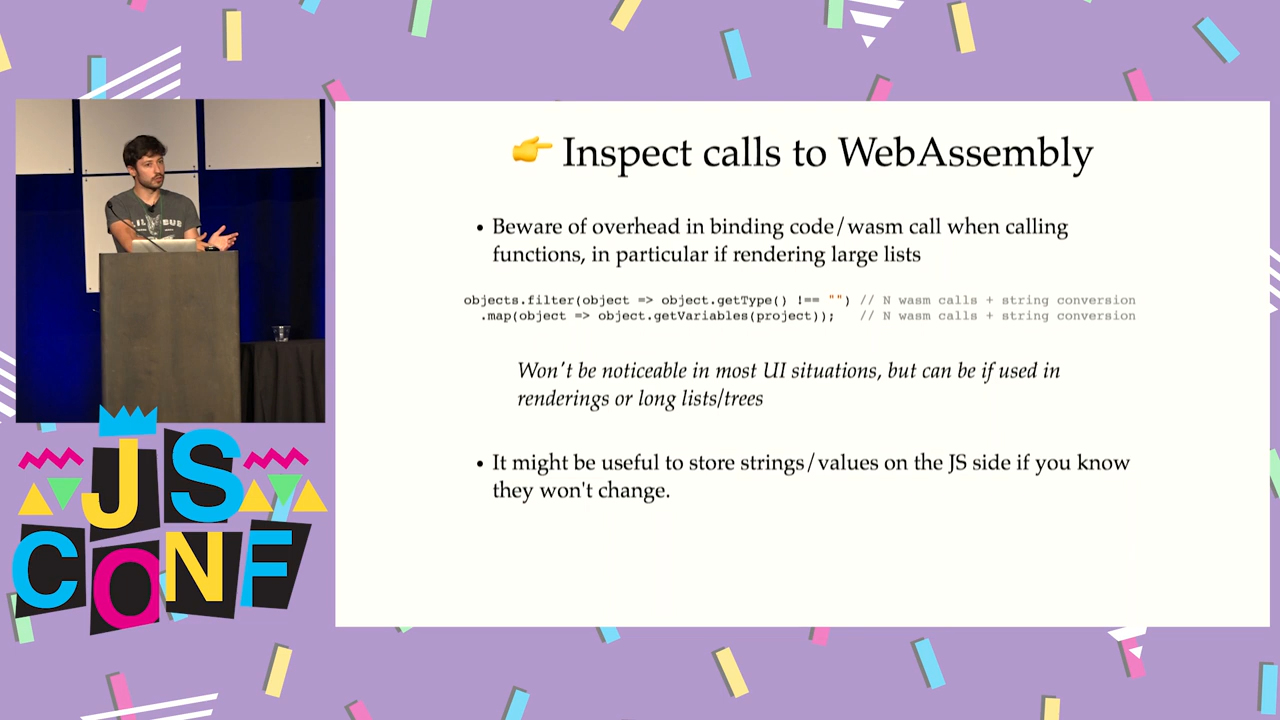 👉 Inspect calls to WebAssembly
• Beware of overhead in binding code/wasm call when calling
functions, in particular if rendering large lists
objects.filter(object => object.getType() !== "") // N wasm calls + string conversion
.map(object => object.getVariables(project)); // N wasm calls + string conversion
Won't be noticeable in most UI situations, but can be if used in
renderings or long lists/trees
• It might be useful to store strings/values on the JS side if you know
they won't change.
JS
CONF